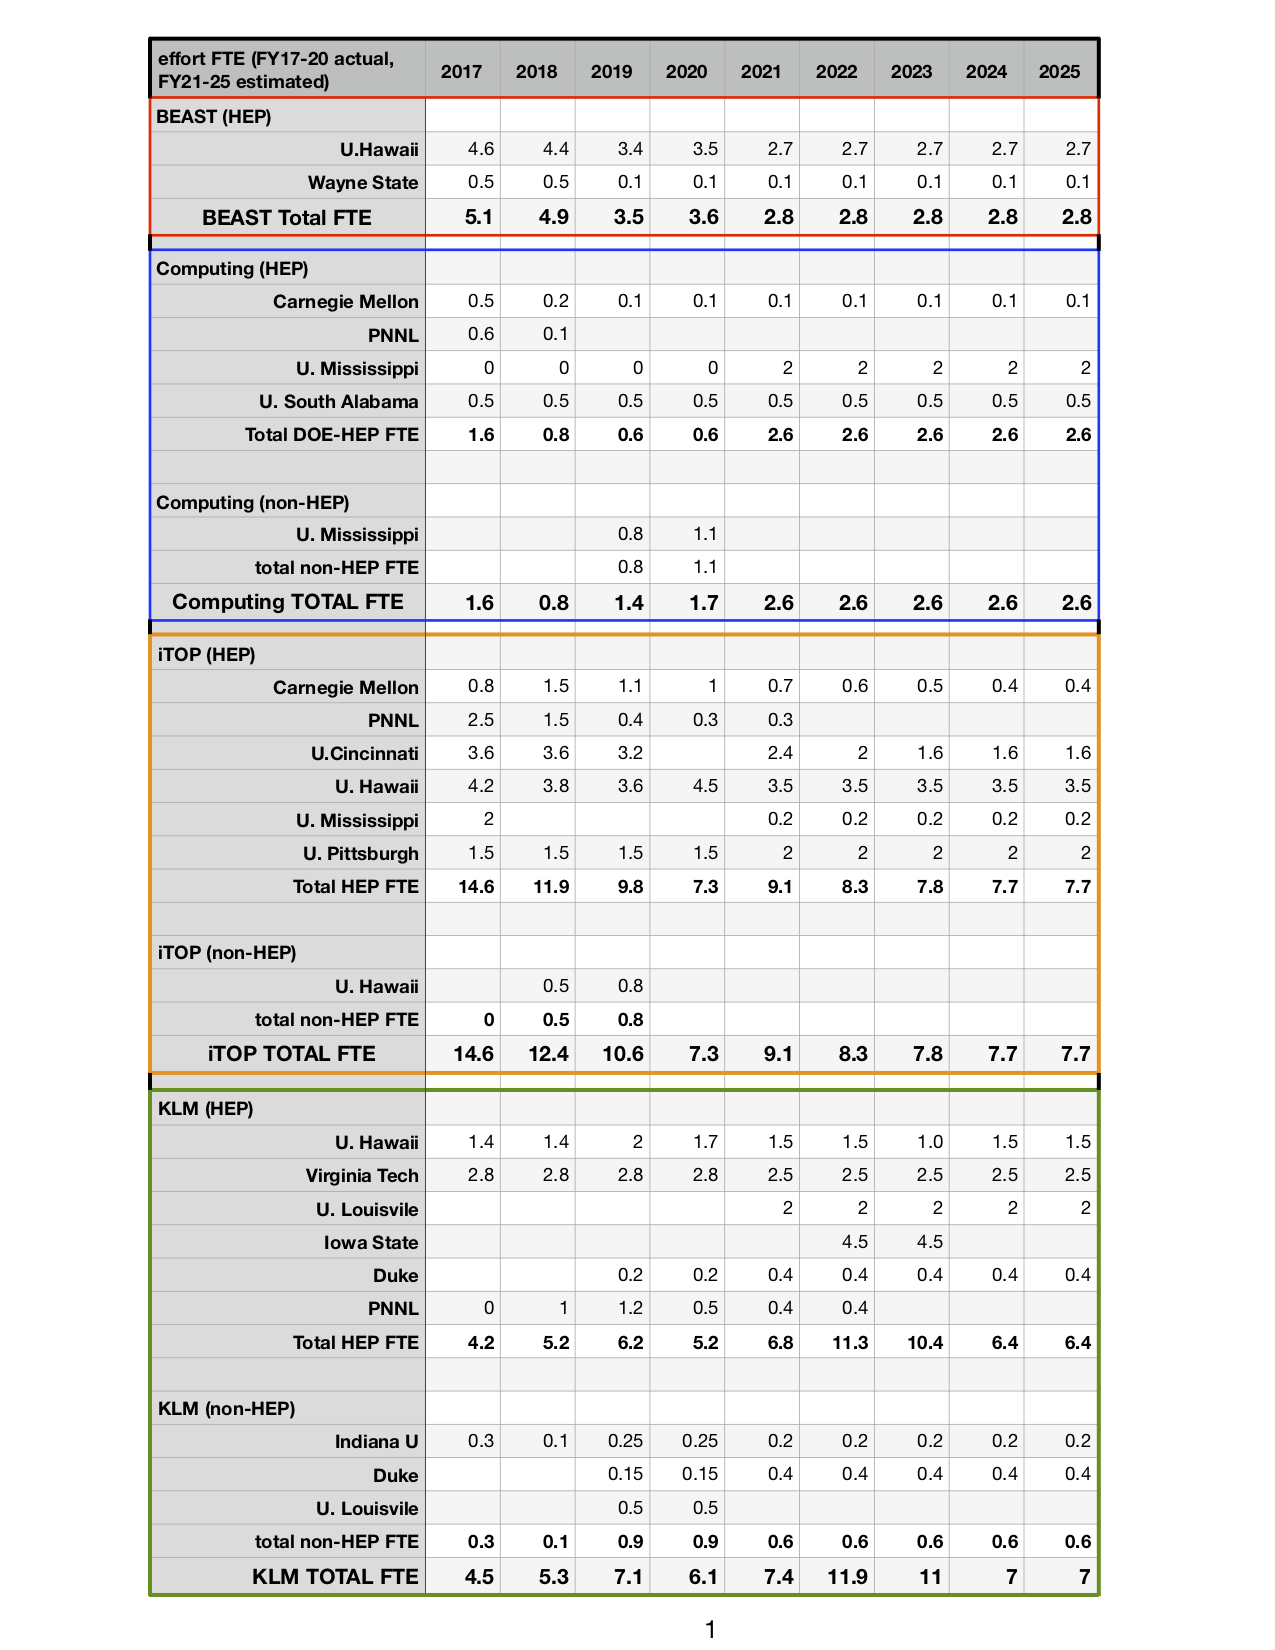 effort FTE (FY17-20 actual,
FY21-25 estimated) 2017 2018 2019 2020 2021 2022 2023 2024 2025
BEAST (HEP)
U.Hawaii 4.6 4.4 3.4 3.5 2.7 2.7 2.7 2.7 2.7
Wayne State 0.5 0.5 0.1 0.1 0.1 0.1 0.1 0.1 0.1
BEAST Total FTE 5.1 4.9 3.5 3.6 2.8 2.8 2.8 2.8 2.8
Computing (HEP)
Carnegie Mellon 0.5 0.2 0.1 0.1 0.1 0.1 0.1 0.1 0.1
PNNL 0.6 0.1
U. Mississippi 0 0 0 0 2 2 2 2 2
U. South Alabama 0.5 0.5 0.5 0.5 0.5 0.5 0.5 0.5 0.5
Total DOE-HEP FTE 1.6 0.8 0.6 0.6 2.6 2.6 2.6 2.6 2.6
Computing (non-HEP)
U. Mississippi 0.8 1.1
total non-HEP FTE 0.8 1.1
Computing TOTAL FTE 1.6 0.8 1.4 1.7 2.6 2.6 2.6 2.6 2.6
iTOP (HEP)
Carnegie Mellon 0.8 1.5 1.1 1 0.7 0.6 0.5 0.4 0.4
PNNL 2.5 1.5 0.4 0.3 0.3
U.Cincinnati 3.6 3.6 3.2 2.4 2 1.6 1.6 1.6
U. Hawaii 4.2 3.8 3.6 4.5 3.5 3.5 3.5 3.5 3.5
U. Mississippi 2 0.2 0.2 0.2 0.2 0.2
U. Pittsburgh 1.5 1.5 1.5 1.5 2 2 2 2 2
Total HEP FTE 14.6 11.9 9.8 7.3 9.1 8.3 7.8 7.7 7.7
iTOP (non-HEP)
U. Hawaii 0.5 0.8
total non-HEP FTE 0 0.5 0.8
iTOP TOTAL FTE 14.6 12.4 10.6 7.3 9.1 8.3 7.8 7.7 7.7
KLM (HEP)
U. Hawaii 1.4 1.4 2 1.7 1.5 1.5 1.0 1.5 1.5
Virginia Tech 2.8 2.8 2.8 2.8 2.5 2.5 2.5 2.5 2.5
U. Louisvile 2 2 2 2 2
Iowa State 4.5 4.5
Duke 0.2 0.2 0.4 0.4 0.4 0.4 0.4
PNNL 0 1 1.2 0.5 0.4 0.4
Total HEP FTE 4.2 5.2 6.2 5.2 6.8 11.3 10.4 6.4 6.4
KLM (non-HEP)
Indiana U 0.3 0.1 0.25 0.25 0.2 0.2 0.2 0.2 0.2
Duke 0.15 0.15 0.4 0.4 0.4 0.4 0.4
U. Louisvile 0.5 0.5
total non-HEP FTE 0.3 0.1 0.9 0.9 0.6 0.6 0.6 0.6 0.6
KLM TOTAL FTE 4.5 5.3 7.1 6.1 7.4 11.9 11 7 7
1